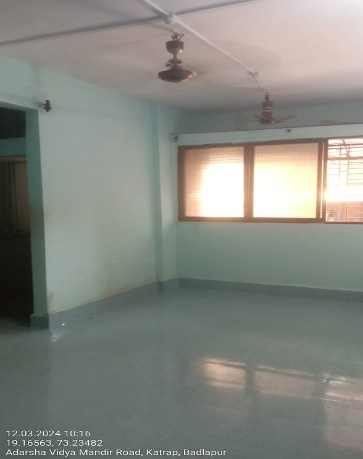 12.03.2024 10:16
19.16563, 73.23482
Adarsha Vidya Mandir Road, Katrap, Badlapur